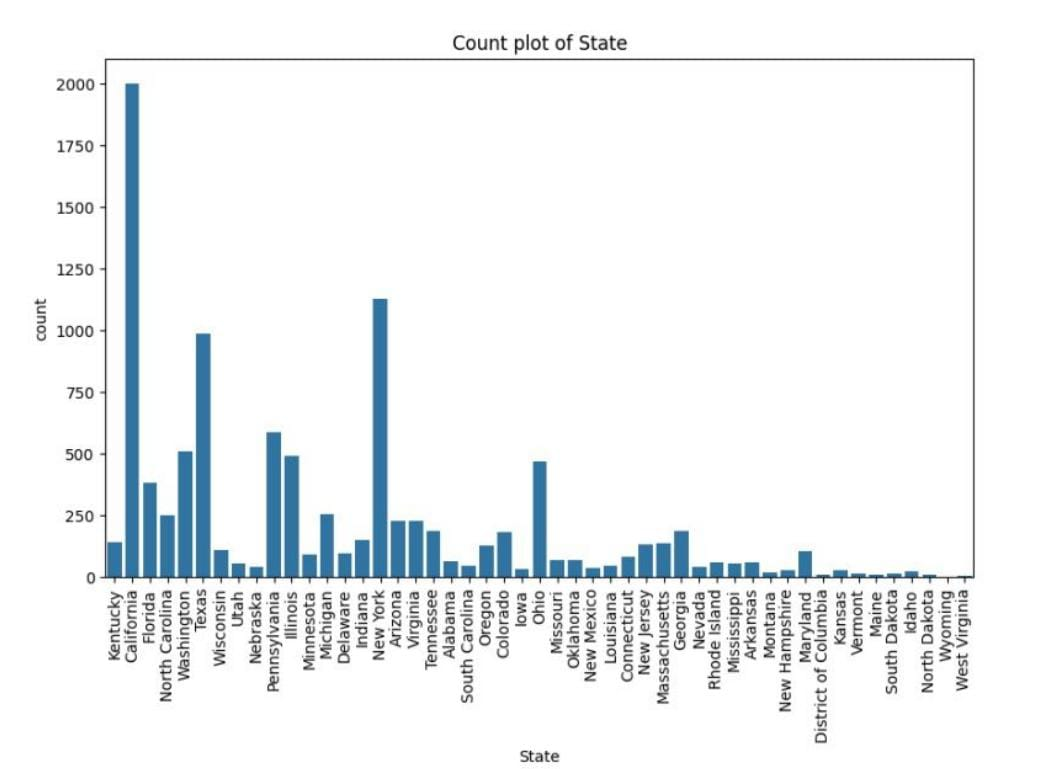 Count plot of State
count
2000
1750
1500
1250
1000
750
500
250
0
Kentucky
California
Florida
North Carolina
Washington
Texas
Wisconsin
Utah
Nebraska
Pennsylvania
Illinois
Minnesota
Michigan
Delaware
Indiana
New York
Arizona
Virginia
Tennessee
Alabama
South Carolina
Oregon
Colorado
Iowa
Ohio
Missouri
Oklahoma
New Mexico
Louisiana
Connecticut
New Jersey
Massachusetts
Georgia
Nevada
Rhode Island
Mississippi
Arkansas
Montana
New Hampshire
Maryland
District of Columbia
Kansas
Vermont
Maine
South Dakota
Idaho
North Dakota
Wyoming
West Virginia
State